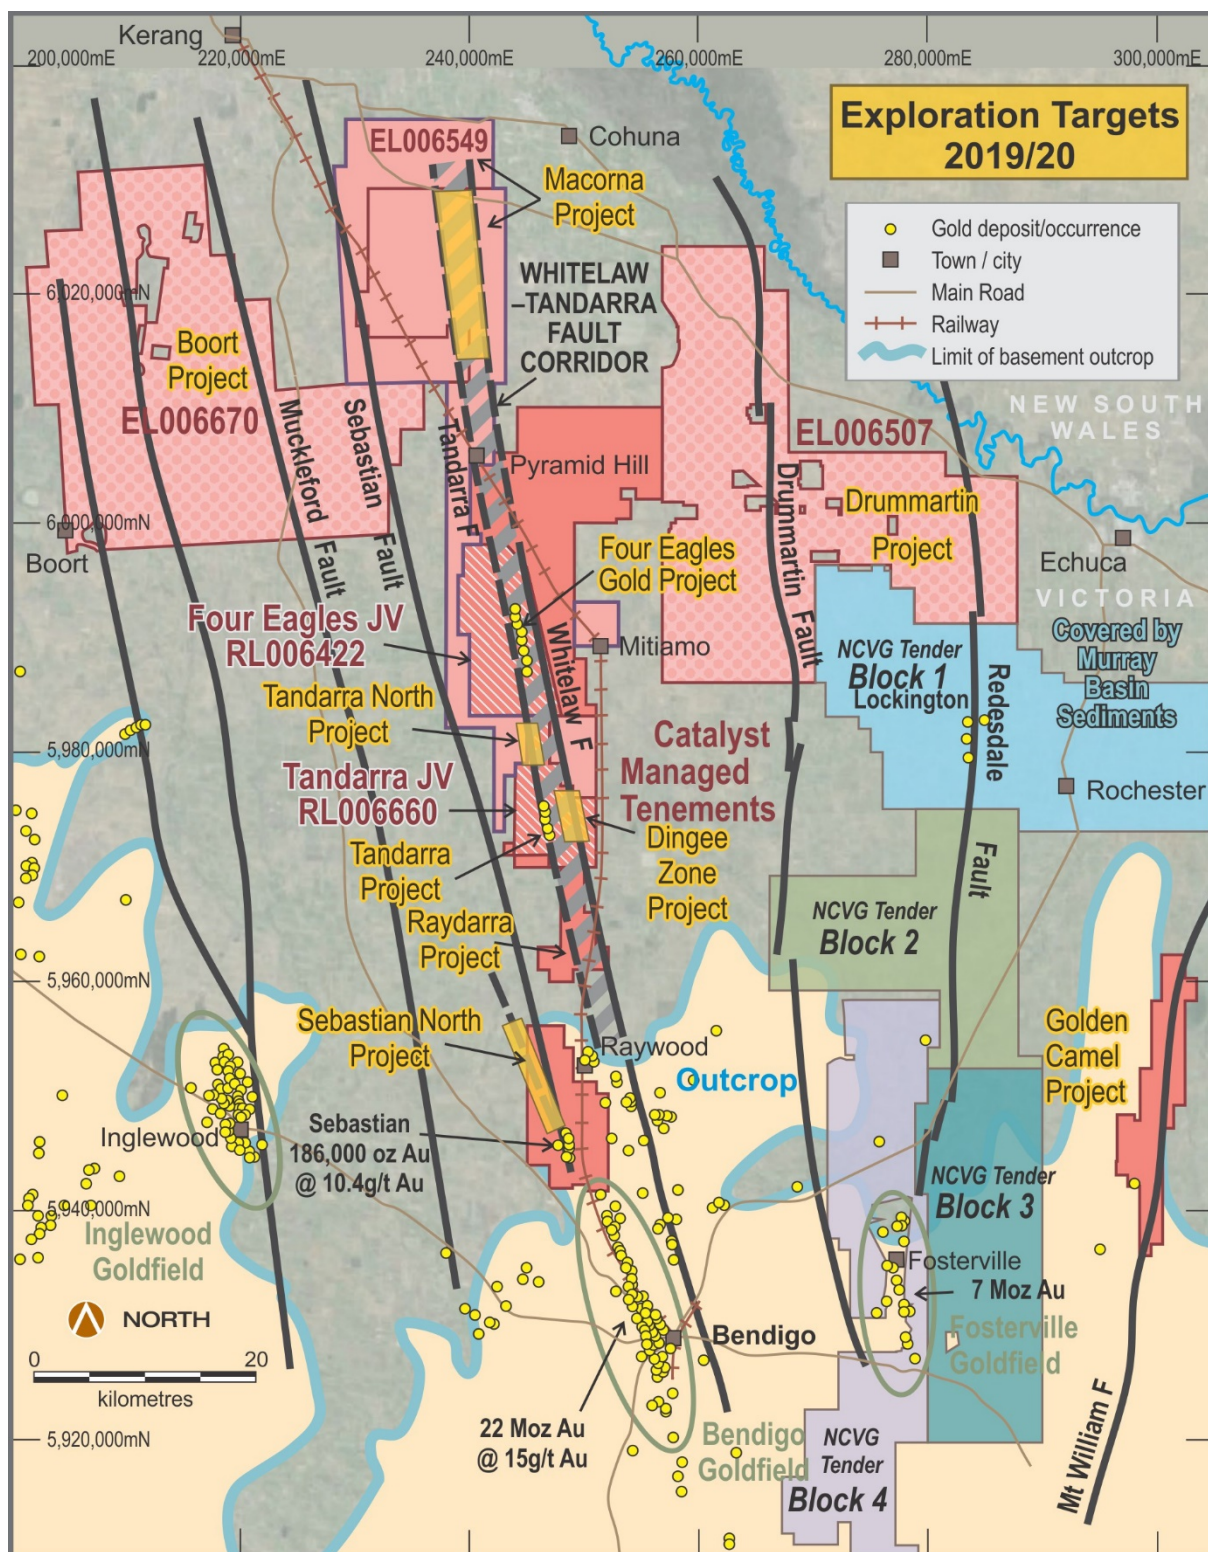 Kerang
200,000mE
220,000mE
240,000mE
260,000mE
280,000mE
300,000mE
Exploration Targets
2019/20
Gold deposit/occurrence
Town / city
Main Road
Railway
Limit of basement outcrop
EL006549
Cohuna
Macorna
Project
WHITELAW
–TANDARRA
FAULT
CORRIDOR
6,020,000mN
Boort
Project
EL006670
Muckleford
Fault
Sebastian
Fault
Tandarra F
Pyramid Hill
NEW SOUTH
WALES
EL006507
Drummartin
Fault
Drummartin
Project
6,000,000mN
Boort
Four Eagles
Gold Project
Echuca
VICTORIA
Four Eagles JV
RL006422
Whitelaw F
Mitiamo
NCVG Tender
Block 1
Lockington
Redesdale
Fault
Covered by
Murray
Basin
Sediments
Tandarra North
Project
5,980,000mN
Catalyst
Managed
Tenements
Tandarra JV
RL006660
Rochester
Tandarra
Project
Dingee
Zone
Project
NCVG Tender
Block 2
Raydarra
Project
5,960,000mN
Sebastian North
Project
Golden
Camel
Project
Raywood
Outcrop
Inglewood
Sebastian
186,000 oz Au
@ 10.4g/t Au
NCVG Tender
Block 3
5,940,000mN
Inglewood
Goldfield
Fosterville
7 Moz Au
Fosterville
Goldfield
NORTH
0
20
kilometres
Bendigo
22 Moz Au
@ 15g/t Au
Bendigo
Goldfield
5,920,000mN
NCVG
Tender
Block 4
Mt William F